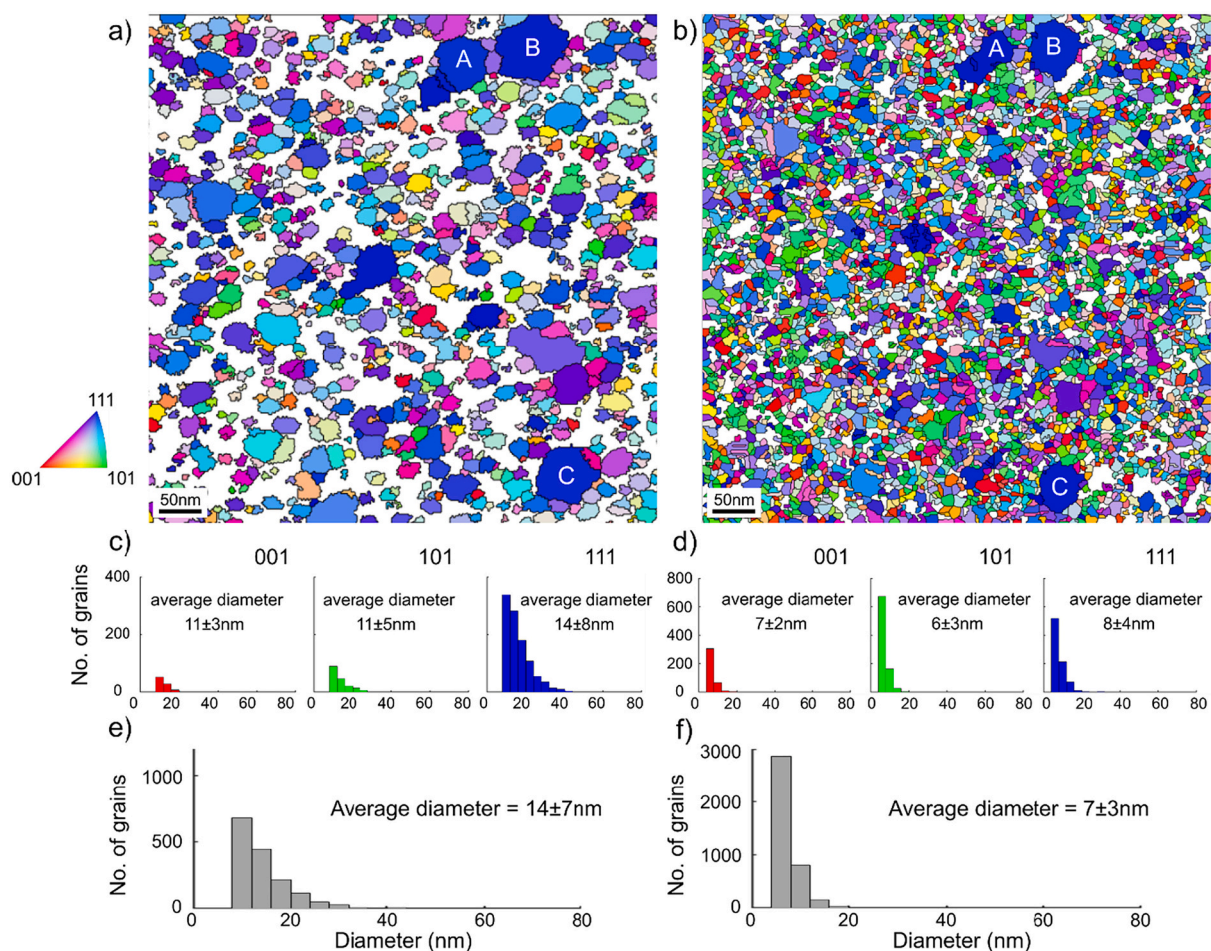 a)
b)
A
B
A
B
111
001
101
C
C
50nm
50nm
c)
d)
001
101
111
001
101
111
No. of grains
400
200
0
average diameter
11±3nm
0 20 40 60 80
average diameter
11±5nm
0 20 40 60 80
average diameter
14±8nm
0 20 40 60 80
800
600
400
200
0
average diameter
7±2nm
0 20 40 60 80
average diameter
6±3nm
0 20 40 60 80
average diameter
8±4nm
0 20 40 60 80
e)
No. of grains
1000
500
0
Average diameter = 14±7nm
0 20 40 60 80
Diameter (nm)
f)
No. of grains
3000
2000
1000
0
Average diameter = 7±3nm
0 20 40 60 80
Diameter (nm)